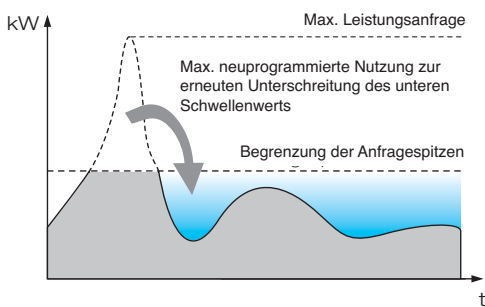 kW
Max. Leistungsanfrage
Max. neuprogrammierte Nutzung zur
erneuten Unterschreitung des unteren
Schwellenwerts
Begrenzung der Anfragespitzen
t